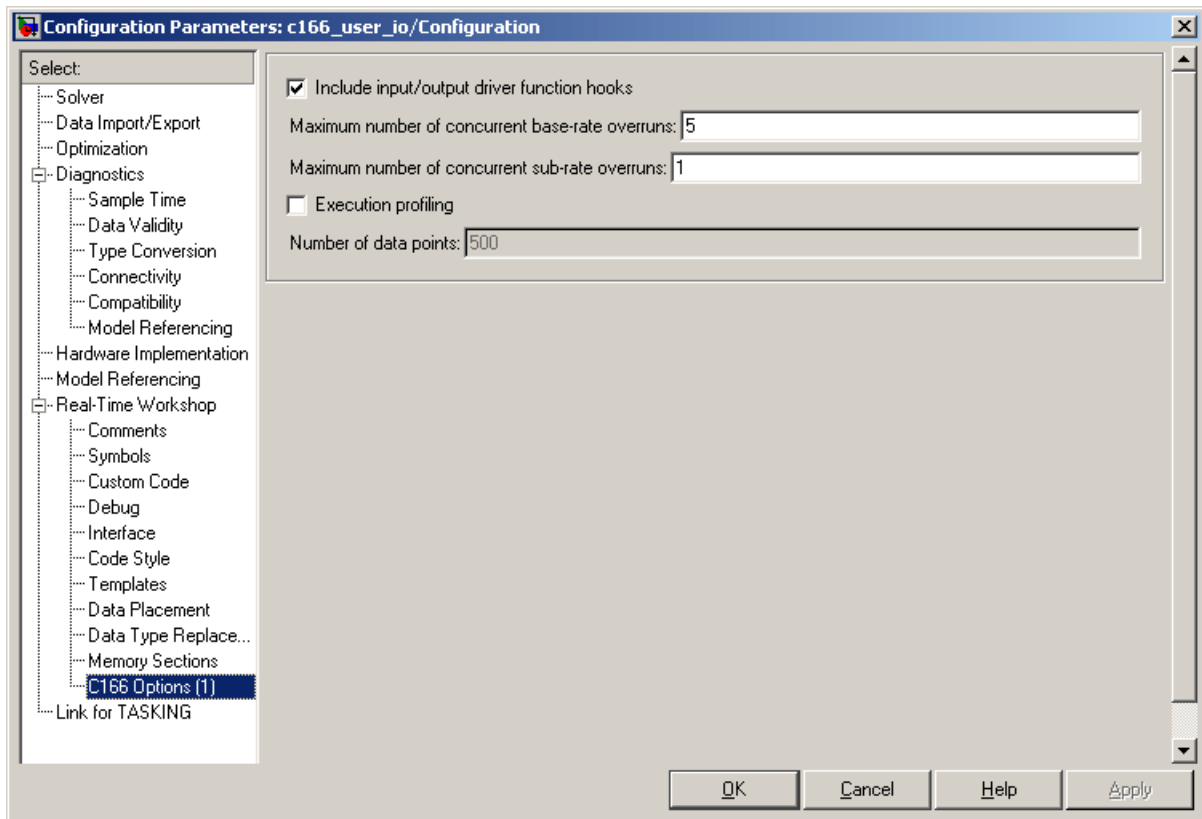 Configuration Parameters: c166_user_io/Configuration
Select:
Solver
Data Import/Export
Optimization
Diagnostics
Sample Time
Data Validity
Type Conversion
Connectivity
Compatibility
Model Referencing
Hardware Implementation
Model Referencing
Real-Time Workshop
Comments
Symbols
Custom Code
Debug
Interface
Code Style
Templates
Data Placement
Data Type Replace...
Memory Sections
C166 Options (1)
Link for TASKING
Include input/output driver function hooks
Maximum number of concurrent base-rate overruns: 5
Maximum number of concurrent sub-rate overruns: 1
Execution profiling
Number of data points: 500
OK Cancel Help Apply